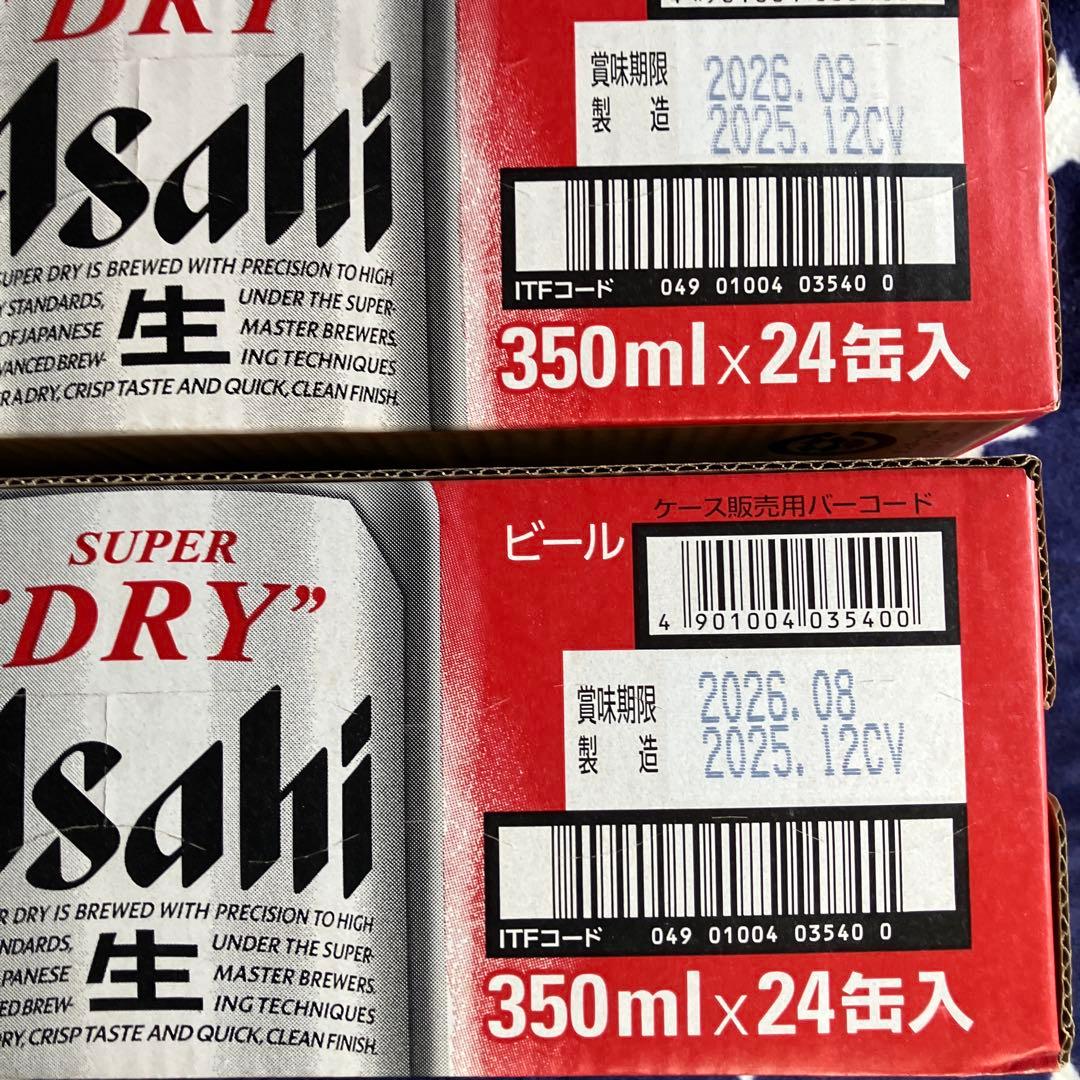 DRY
Asahi
SUPER DRY IS BREWED WITH PRECISION TO HIGH
Y STANDARDS, UNDER THE SUPER-
OF JAPANESE MASTER BREWERS.
VANCED BREW- ING TECHNIQUES
RA DRY, CRISP TASTE AND QUICK, CLEAN FINISH.
生
賞味期限 2026.08
製造 2025.12CV
ITFコード 049 01004 03540 0
350ml×24缶入
SUPER
"DRY"
Asahi
R DRY IS BREWED WITH PRECISION TO HIGH
NDARDS, UNDER THE SUPER-
PANESE MASTER BREWERS.
ED BREW- ING TECHNIQUES
RY, CRISP TASTE AND QUICK, CLEAN FINISH.
生
ビール
ケース販売用バーコード
4 901004 035400
賞味期限 2026.08
製造 2025.12CV
ITFコード 049 01004 03540 0
350ml×24缶入